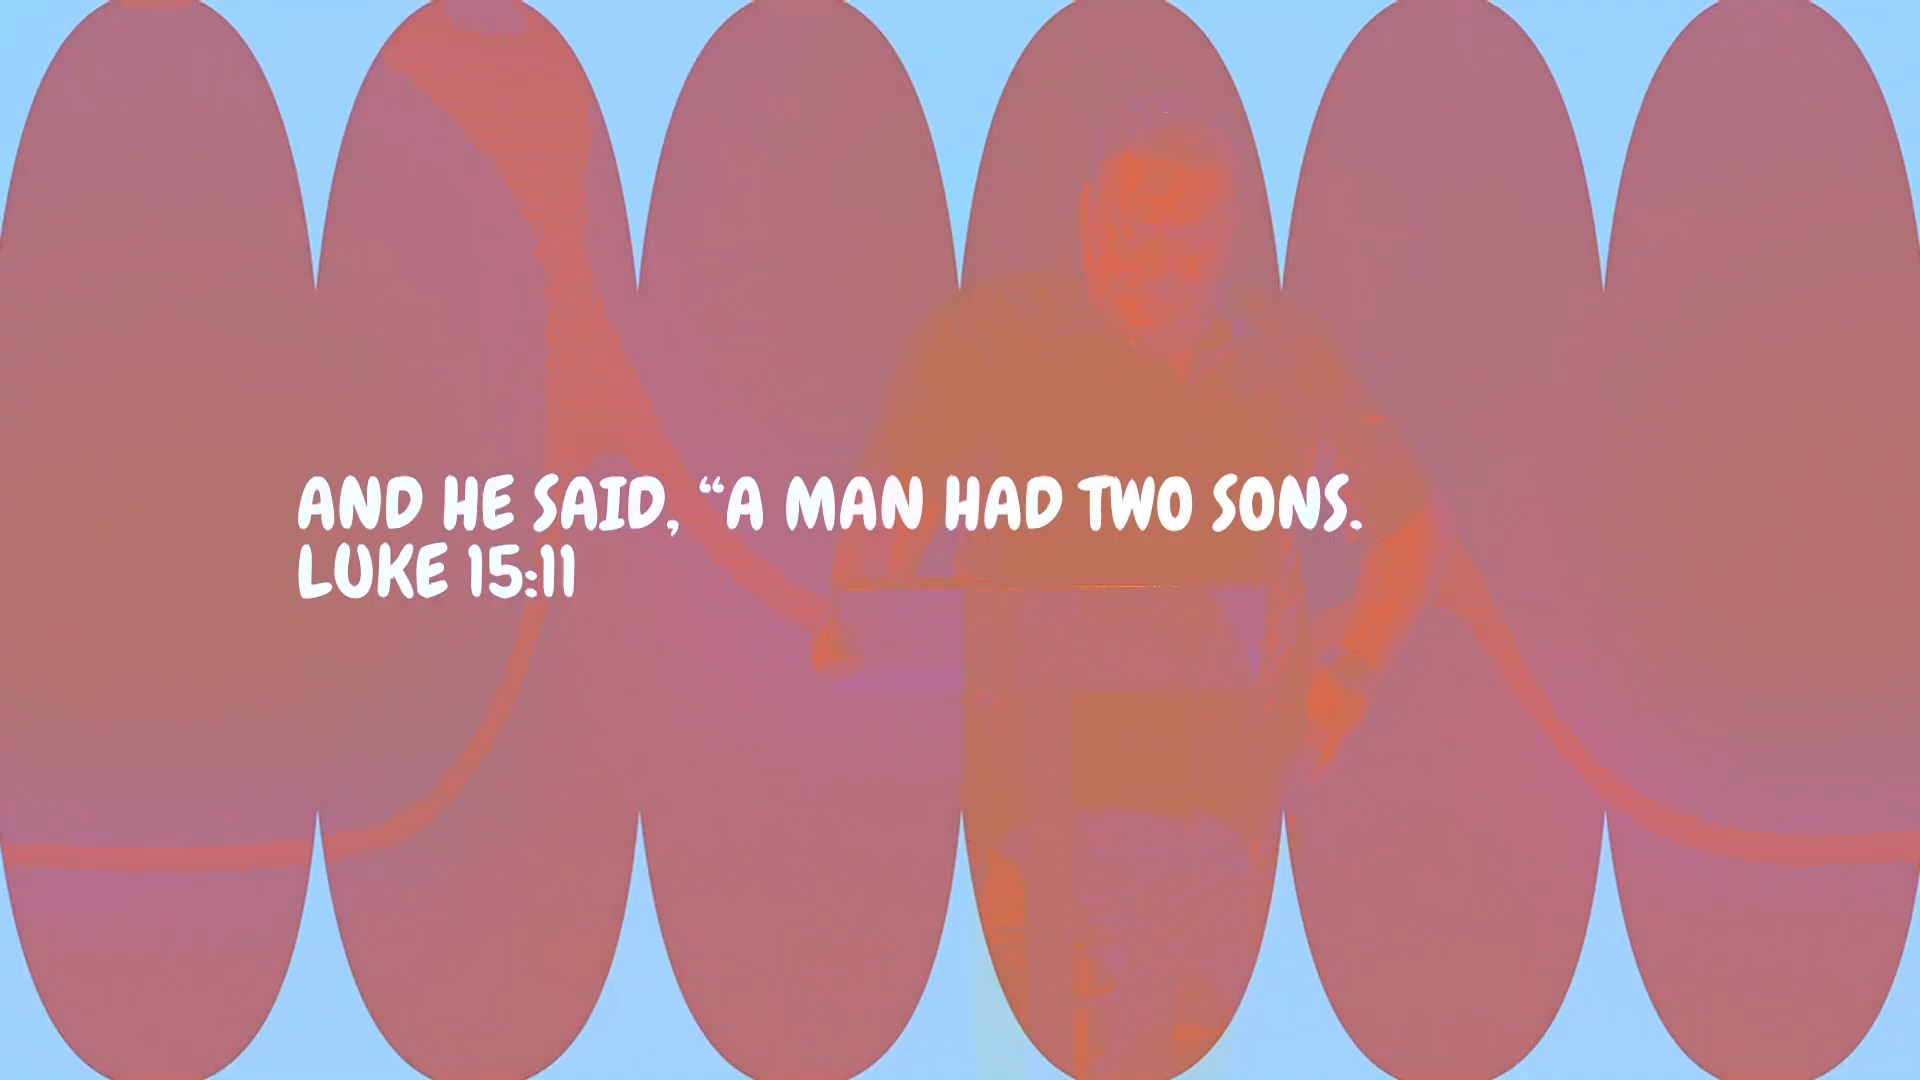 AND HE SAID, “A MAN HAD TWO SONS.
LUKE 15:11